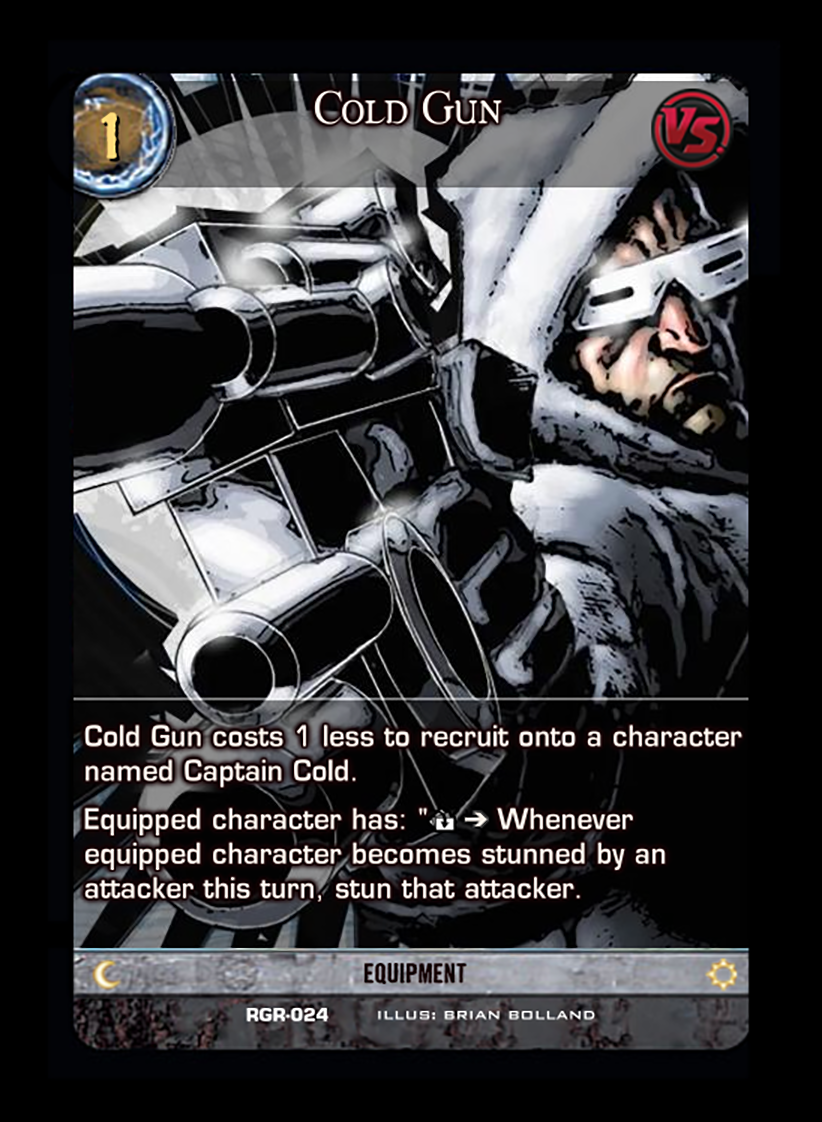 1
COLD GUN
VS.
Cold Gun costs 1 less to recruit onto a character
named Captain Cold.
Equipped character has: " ➔ Whenever
equipped character becomes stunned by an
attacker this turn, stun that attacker.
EQUIPMENT
RGR-024 ILLUS: BRIAN BOLLAND